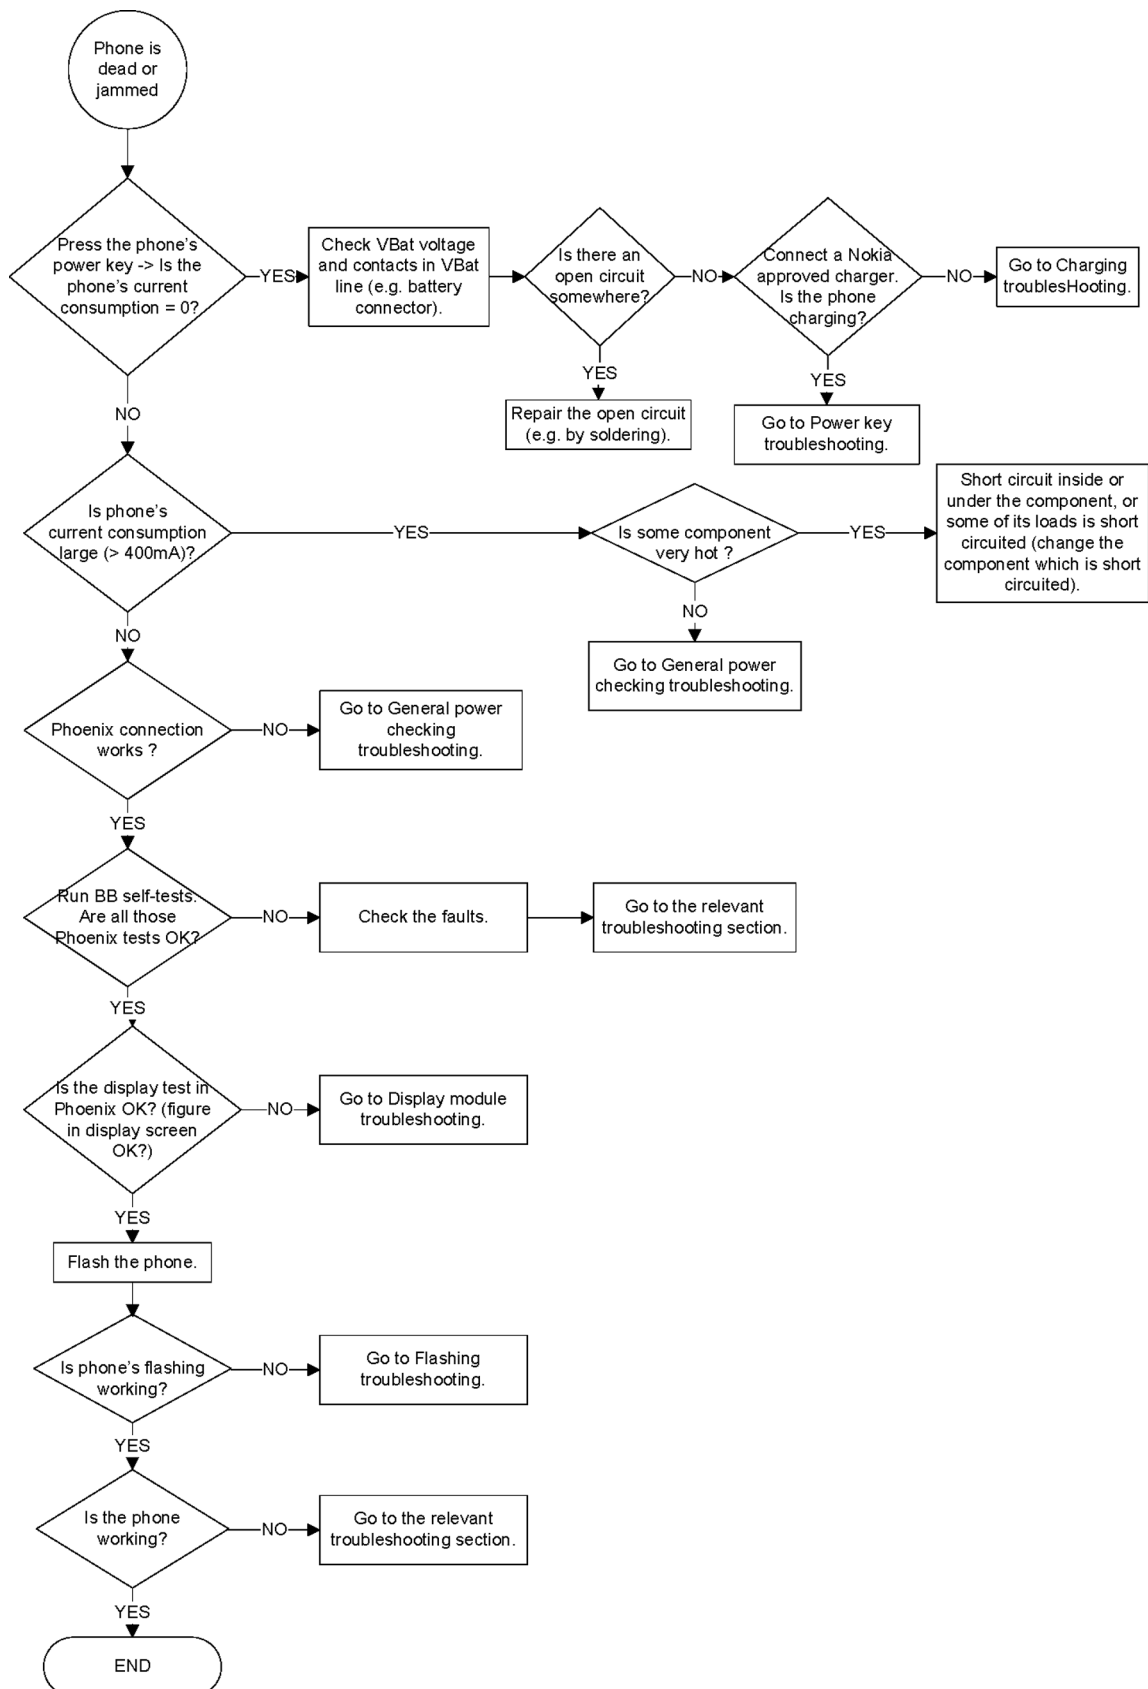 Phone is
dead or
jammed
Press the phone's
power key -> Is the
phone's current
consumption = 0?
YES
Check VBat voltage
and contacts in VBat
line (e.g. battery
connector).
Is there an
open circuit
somewhere?
NO
Connect a Nokia
approved charger.
Is the phone
charging?
NO
Go to Charging
troublesHooting.
YES
Repair the open circuit
(e.g. by soldering).
YES
Go to Power key
troubleshooting.
NO
Is phone's
current consumption
large (> 400mA)?
YES
Is some component
very hot ?
YES
Short circuit inside or
under the component, or
some of its loads is short
circuited (change the
component which is short
circuited).
NO
Go to General power
checking troubleshooting.
NO
Phoenix connection
works ?
NO
Go to General power
checking
troubleshooting.
YES
Run BB self-tests.
Are all those
Phoenix tests OK?
NO
Check the faults.
Go to the relevant
troubleshooting section.
YES
Is the display test in
Phoenix OK? (figure
in display screen
OK?)
NO
Go to Display module
troubleshooting.
YES
Flash the phone.
Is phone's flashing
working?
NO
Go to Flashing
troubleshooting.
YES
Is the phone
working?
NO
Go to the relevant
troubleshooting section.
YES
END